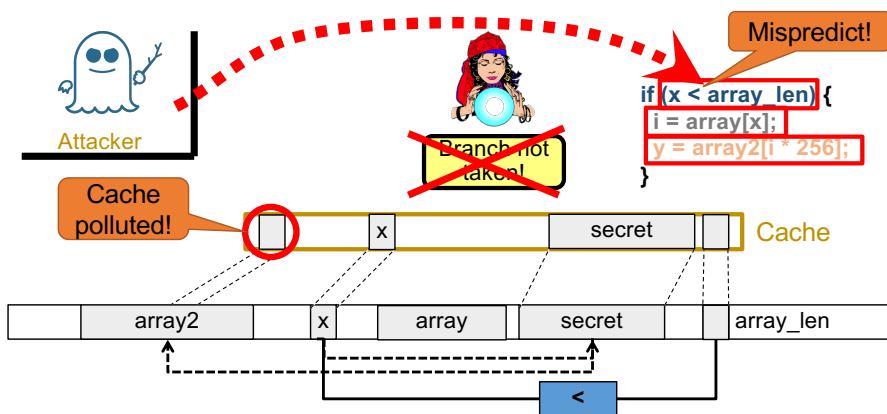 Mispredict!
if (x < array_len) {
i = array[x];
y = array2[i * 256];
}
Attacker
Branch not
taken!
Cache
polluted!
x
secret
Cache
array2
x
array
secret
array_len
<